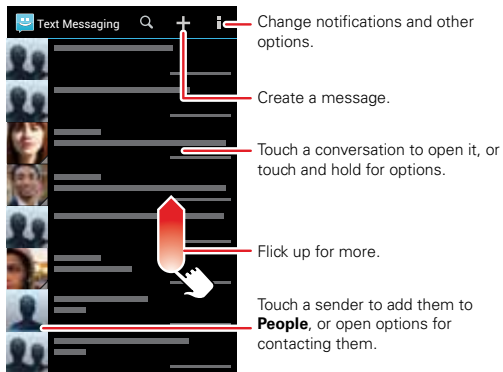 Text Messaging
Change notifications and other
options.
Create a message.
Touch a conversation to open it, or
touch and hold for options.
Flick up for more.
Touch a sender to add them to
People, or open options for
contacting them.